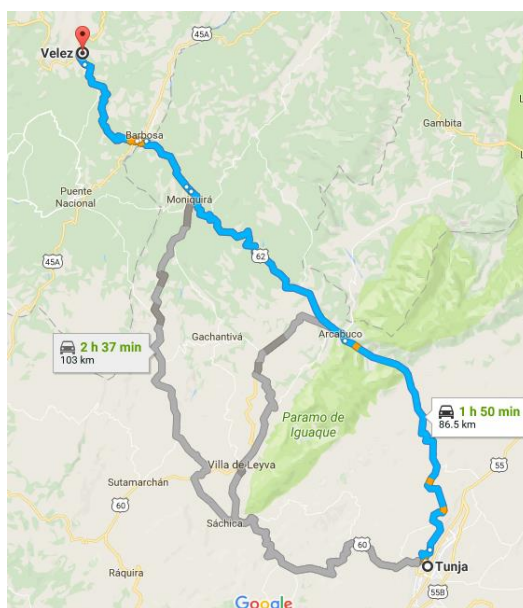 45A
Velez
Gambita
Barbosa
Puente
Nacional
Moniquirá
62
45A
Gachantivá
Arcabuco
2 h 37 min
103 km
1 h 50 min
86.5 km
Paramo de
Iguaque
Villa de Leyva
55
Sutamarchán
60
Sáchica
60
Tunja
Ráquira
55B
Google